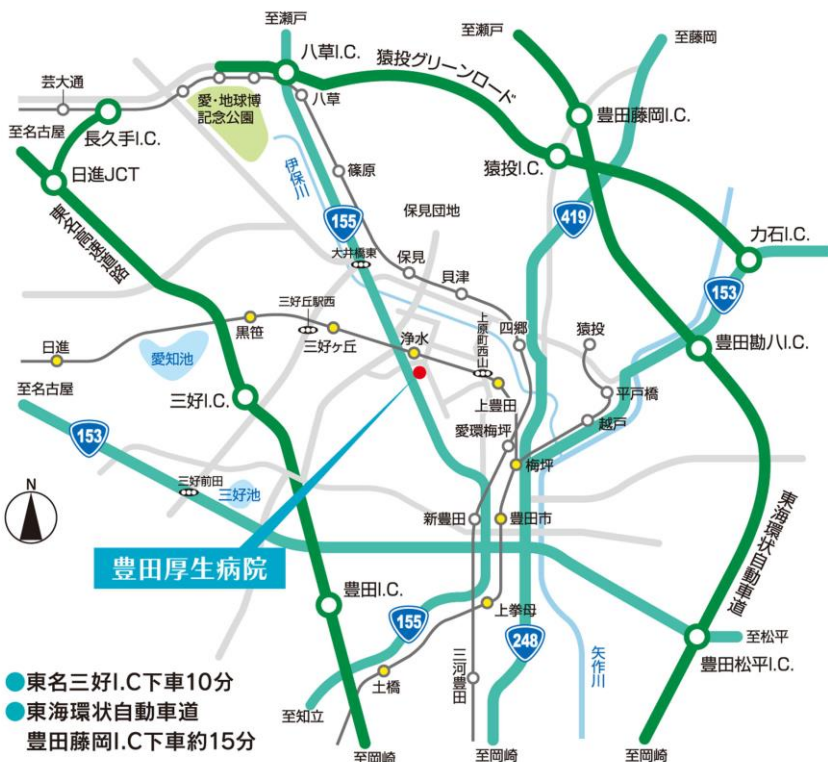 至瀬戸
八草I.C.
猿投グリーンロード
至瀬戸
至藤岡
芸大通
愛・地球博
記念公園
八草
豊田藤岡I.C.
至名古屋
長久手I.C.
日進JCT
伊保川
篠原
猿投I.C.
東名高速道路
155
保見団地
419
大井橋東
力石I.C.
保見
貝津
153
三好丘駅西
上原町西山
四郷
猿投
日進
黒笹
三好ヶ丘
浄水
豊田勘八I.C.
愛知池
至名古屋
三好I.C.
上豊田
平戸橋
愛環梅坪
越戸
153
梅坪
三好前田
三好池
N
新豊田
豊田市
東海環状自動車道
豊田厚生病院
豊田I.C.
155
上挙母
248
至松平
豊田松平I.C.
矢作川
三河豊田
土橋
至知立
至岡崎
至岡崎
至岡崎
●東名三好I.C下車10分
●東海環状自動車道
豊田藤岡I.C下車約15分